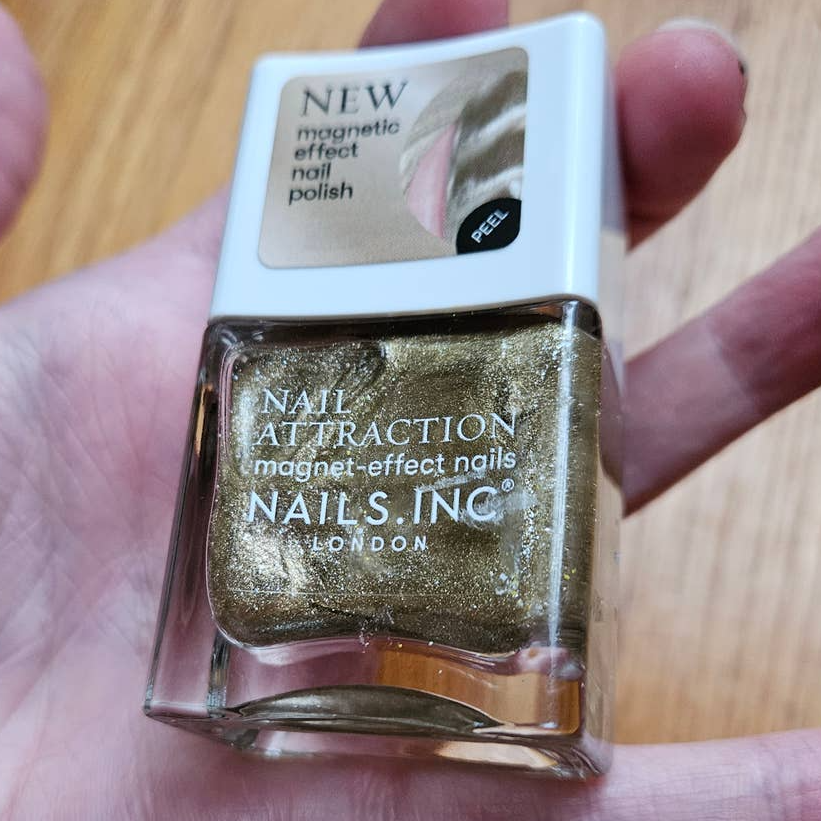 NEW
magnetic
effect
nail
polish
PEEL
NAIL
ATTRACTION
magnet-effect nails
NAILS.INC®
LONDON